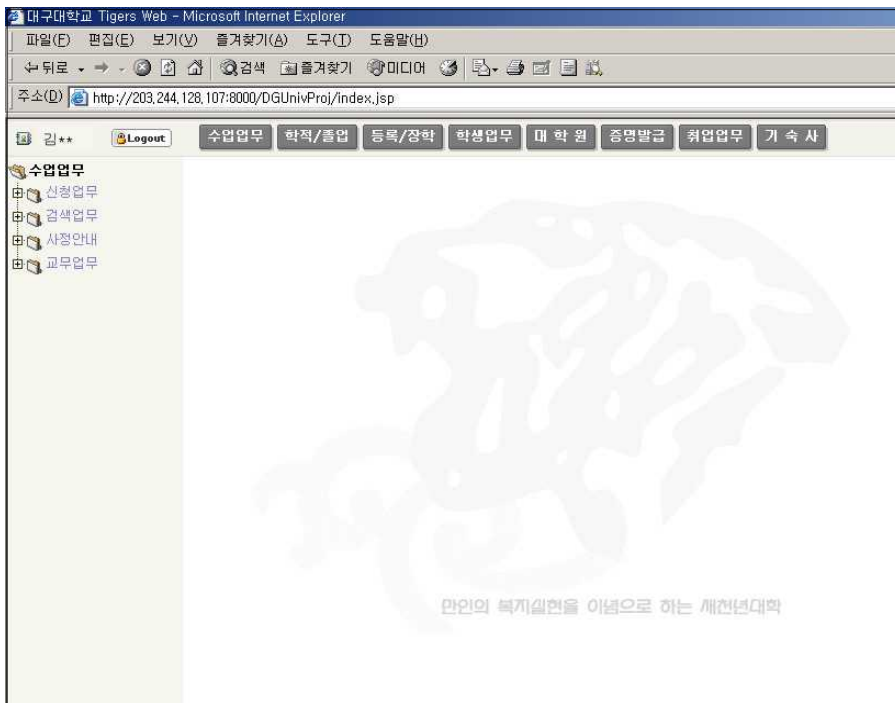 대구대학교 Tigers Web - Microsoft Internet Explorer
파일(F) 편집(E) 보기(V) 즐겨찾기(A) 도구(T) 도움말(H)
뒤로 검색 즐겨찾기 미디어
주소(D) http://203,244,128,107:8000/DGUnivProj/index.jsp
김** Logout 수업업무 학적/졸업 등록/장학 학생업무 대 학 원 증명발급 취업업무 기 숙 사
수업업무
신청업무
검색업무
사정안내
교무업무
만인의 복지실현을 이념으로 하는 새천년대학